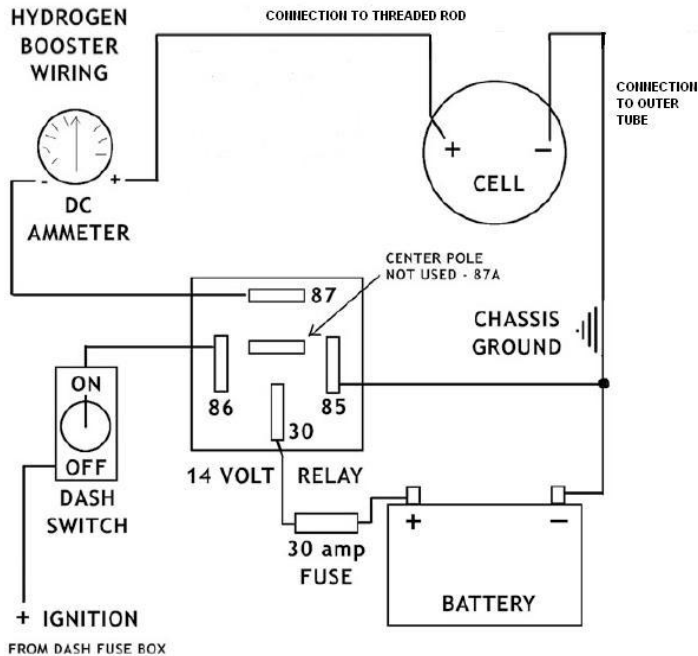 HYDROGEN
BOOSTER
WIRING
CONNECTION TO THREADED ROD
CONNECTION
TO OUTER
TUBE
+ −
CELL
- +
DC
AMMETER
CENTER POLE
NOT USED - 87A
87
CHASSIS
GROUND
86
85
30
ON
OFF
DASH
SWITCH
14 VOLT RELAY
30 amp
FUSE
+ −
BATTERY
+ IGNITION
FROM DASH FUSE BOX